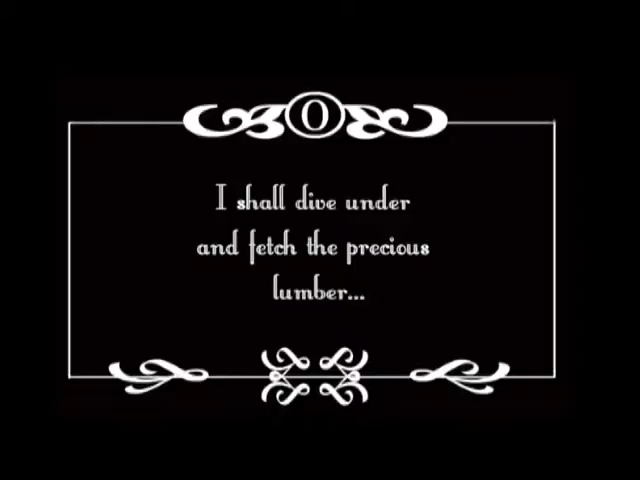 O
I shall dive under
and fetch the precious
lumber...